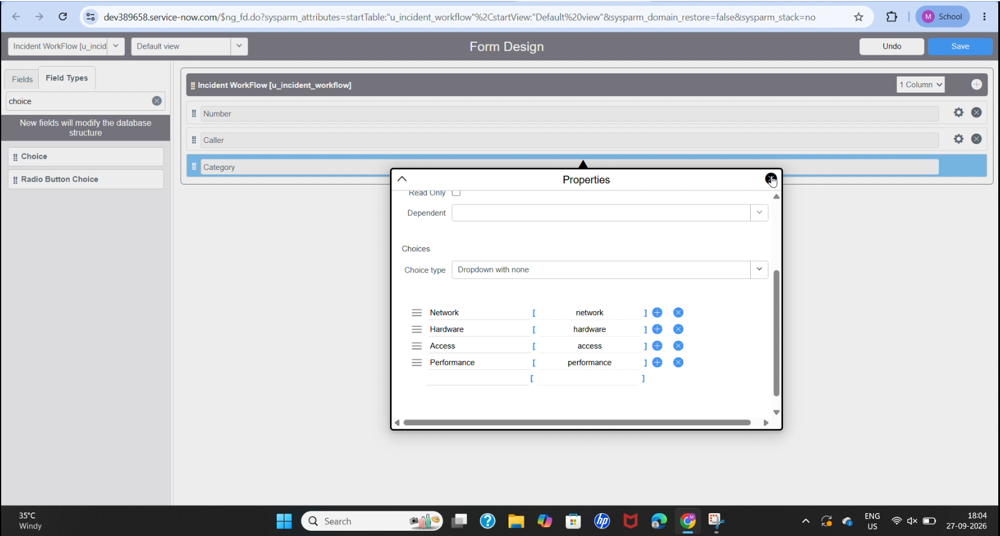 dev389658.service-now.com/$ng_fd.do?sysparm_attributes=startTable:"u_incident_workflow"%2CstartView:"Default%20view"&sysparm_domain_restore=false&sysparm_stack=no
M School
Incident WorkFlow [u_incid
Default view
Form Design
Undo
Save
Fields
Field Types
choice
New fields will modify the database
structure
Choice
Radio Button Choice
Incident WorkFlow [u_incident_workflow]
1 Column
Number
Caller
Category
Properties
Read Only
Dependent
Choices
Choice type
Dropdown with none
Network [ network ]
Hardware [ hardware ]
Access [ access ]
Performance [ performance ]
[ ]
35°C
Windy
Search
hp
ENG
US
18:04
27-09-2026